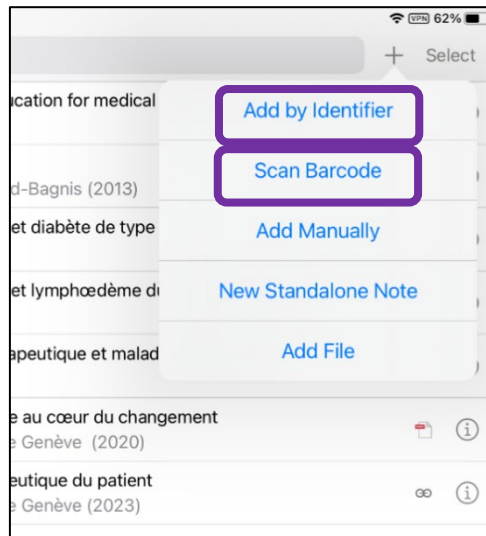 VPN 62%
Select
ication for medical
Add by Identifier
d-Bagnis (2013)
Scan Barcode
et diabète de type
Add Manually
et lymphœdème du
New Standalone Note
apeutique et malad
Add File
e au cœur du changement
e Genève (2020)
eutique du patient
e Genève (2023)